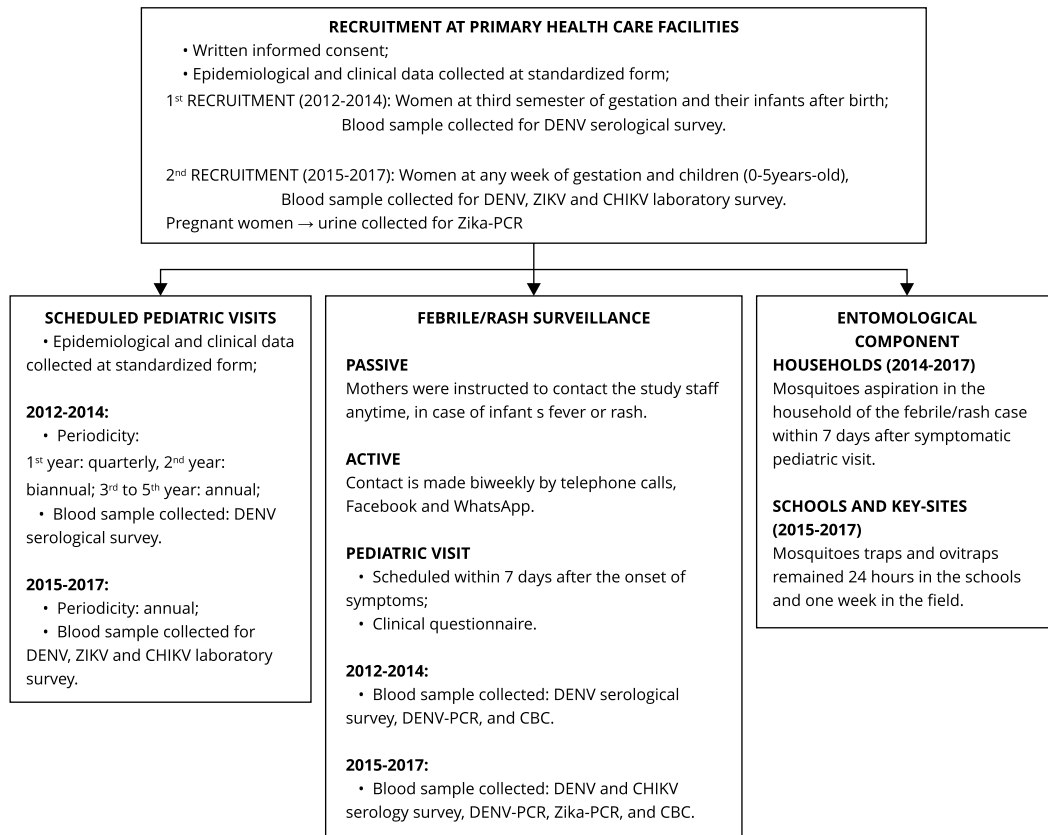 RECRUITMENT AT PRIMARY HEALTH CARE FACILITIES
• Written informed consent;
• Epidemiological and clinical data collected at standardized form;
1st RECRUITMENT (2012-2014): Women at third semester of gestation and their infants after birth;
Blood sample collected for DENV serological survey.
2nd RECRUITMENT (2015-2017): Women at any week of gestation and children (0-5years-old),
Blood sample collected for DENV, ZIKV and CHIKV laboratory survey.
Pregnant women → urine collected for Zika-PCR
SCHEDULED PEDIATRIC VISITS
• Epidemiological and clinical data
collected at standardized form;
2012-2014:
• Periodicity:
1st year: quarterly, 2nd year:
biannual; 3rd to 5th year: annual;
• Blood sample collected: DENV
serological survey.
2015-2017:
• Periodicity: annual;
• Blood sample collected for
DENV, ZIKV and CHIKV laboratory
survey.
FEBRILE/RASH SURVEILLANCE
PASSIVE
Mothers were instructed to contact the study staff
anytime, in case of infant s fever or rash.
ACTIVE
Contact is made biweekly by telephone calls,
Facebook and WhatsApp.
PEDIATRIC VISIT
• Scheduled within 7 days after the onset of
symptoms;
• Clinical questionnaire.
2012-2014:
• Blood sample collected: DENV serological
survey, DENV-PCR, and CBC.
2015-2017:
• Blood sample collected: DENV and CHIKV
serology survey, DENV-PCR, Zika-PCR, and CBC.
ENTOMOLOGICAL
COMPONENT
HOUSEHOLDS (2014-2017)
Mosquitoes aspiration in the
household of the febrile/rash case
within 7 days after symptomatic
pediatric visit.
SCHOOLS AND KEY-SITES
(2015-2017)
Mosquitoes traps and ovitraps
remained 24 hours in the schools
and one week in the field.